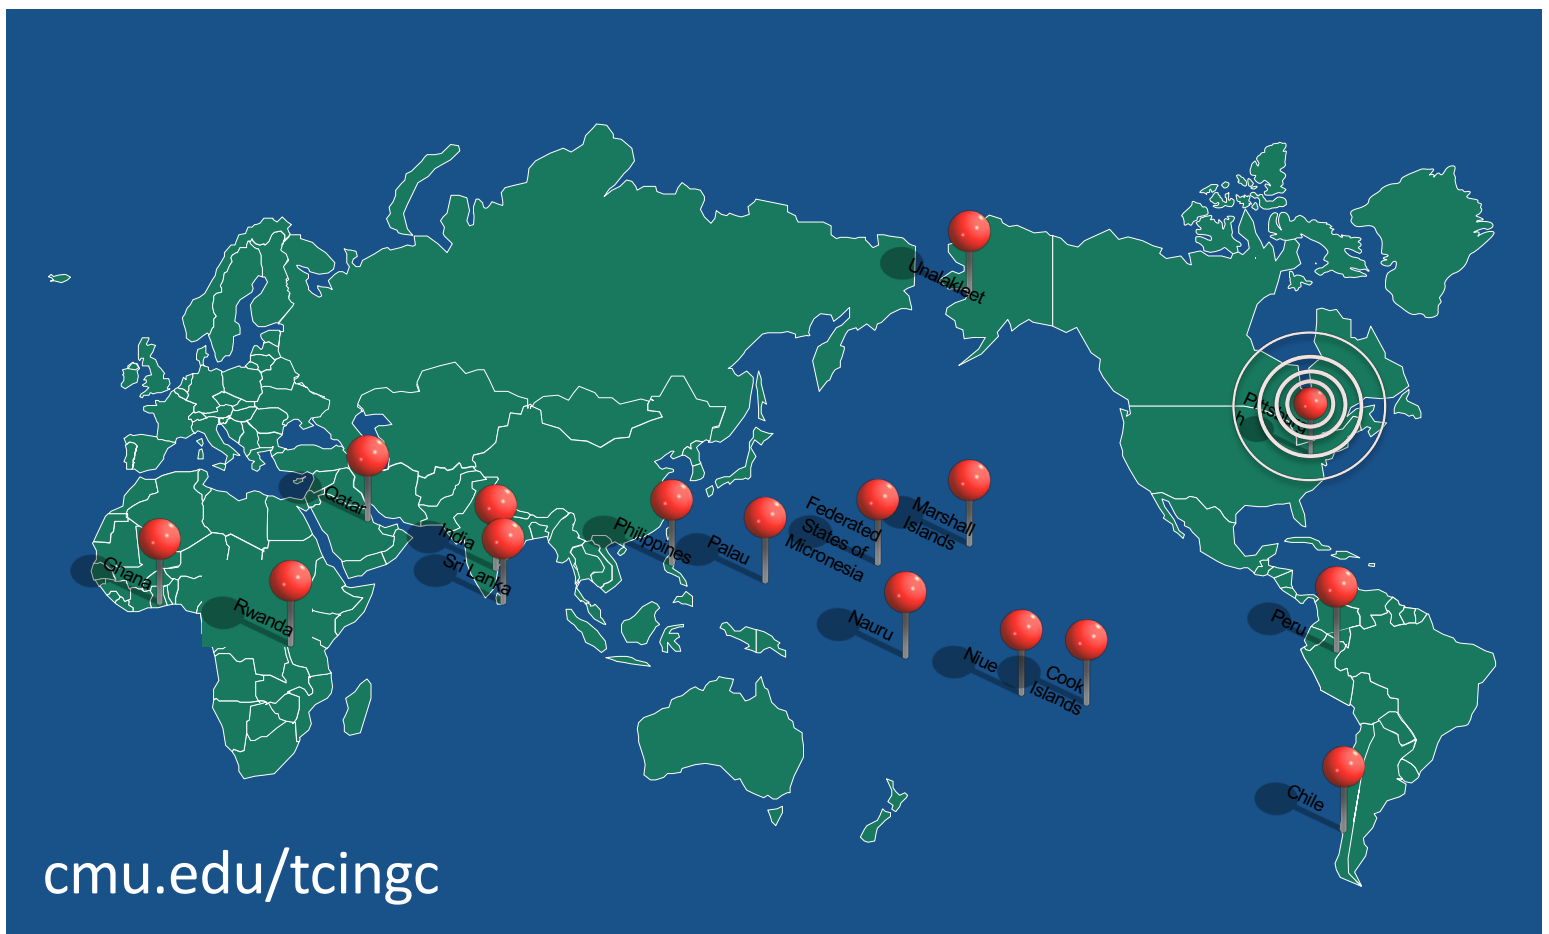 Unalakleet
Pittsburg
h
Qatar
India
Sri Lanka
Philippines
Palau
Federated
States of
Micronesia
Marshall
Islands
Ghana
Rwanda
Nauru
Niue
Cook
Islands
Peru
Chile
cmu.edu/tcingc